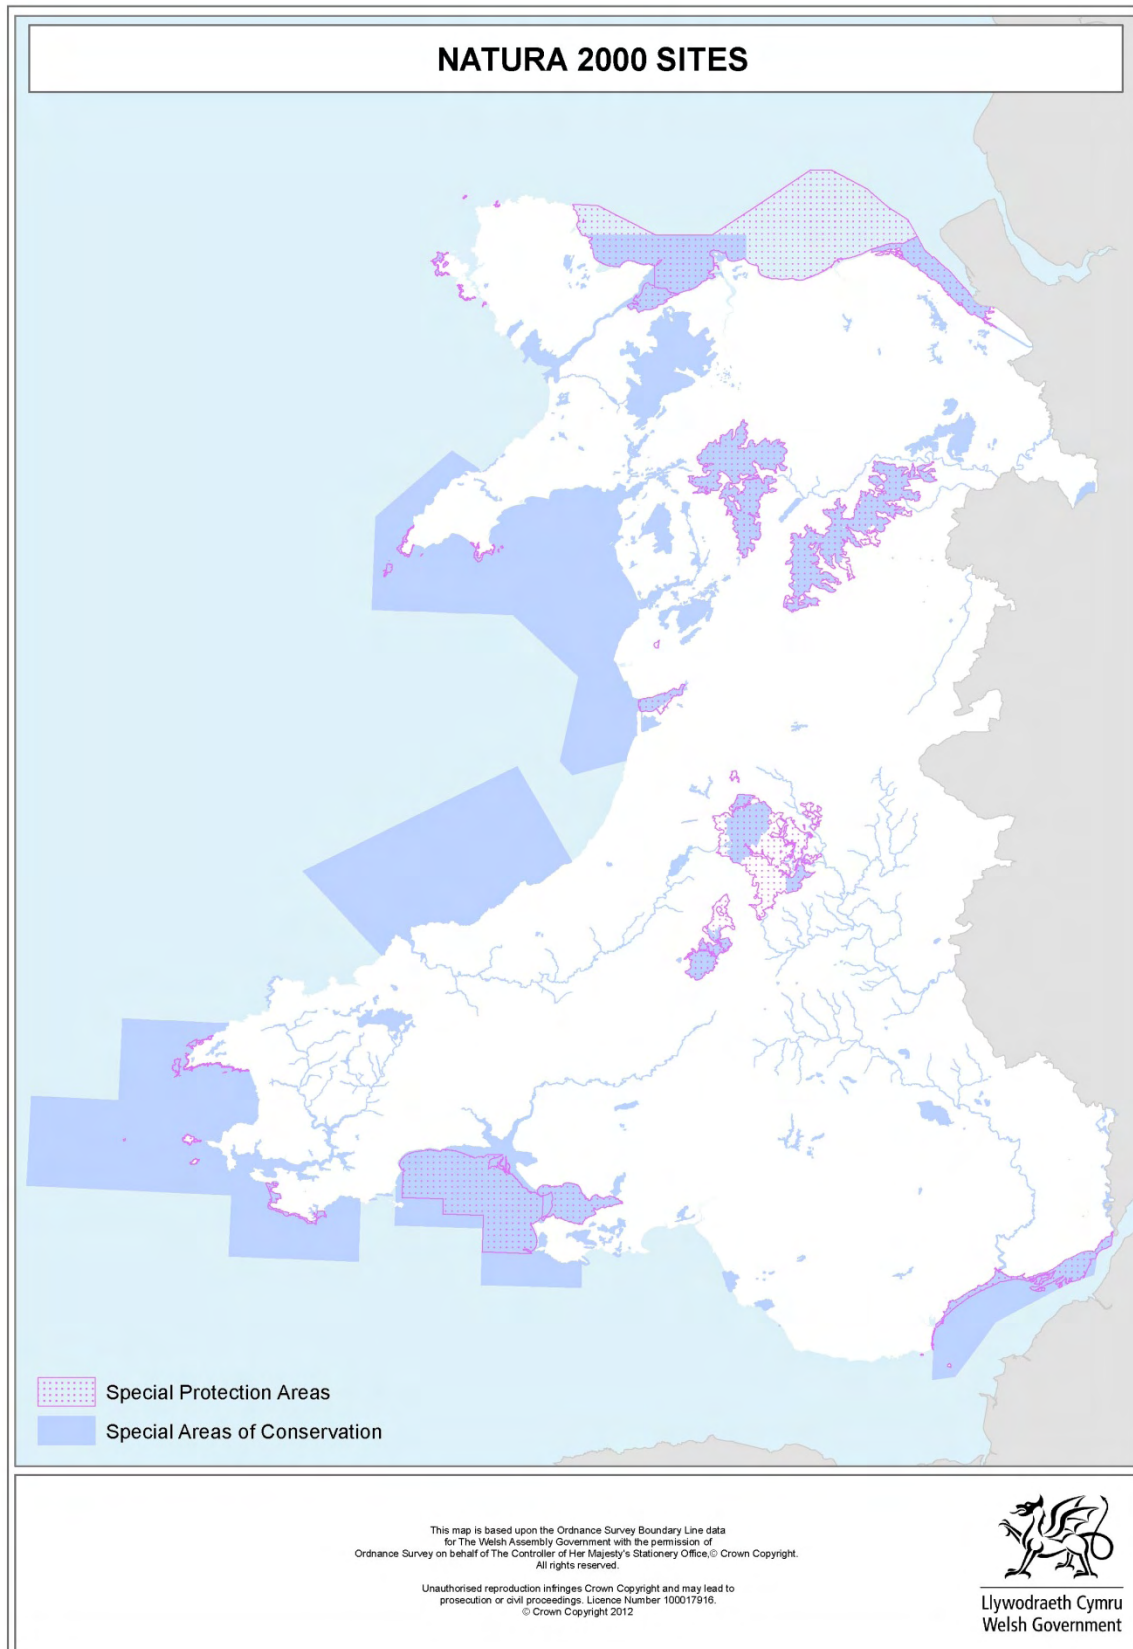 NATURA 2000 SITES
Special Protection Areas
Special Areas of Conservation
This map is based upon the Ordnance Survey Boundary Line data
for The Welsh Assembly Government with the permission of
Ordnance Survey on behalf of The Controller of Her Majesty's Stationery Office,© Crown Copyright.
All rights reserved.
Unauthorised reproduction infringes Crown Copyright and may lead to
prosecution or civil proceedings. Licence Number 100017916.
© Crown Copyright 2012
Llywodraeth Cymru
Welsh Government